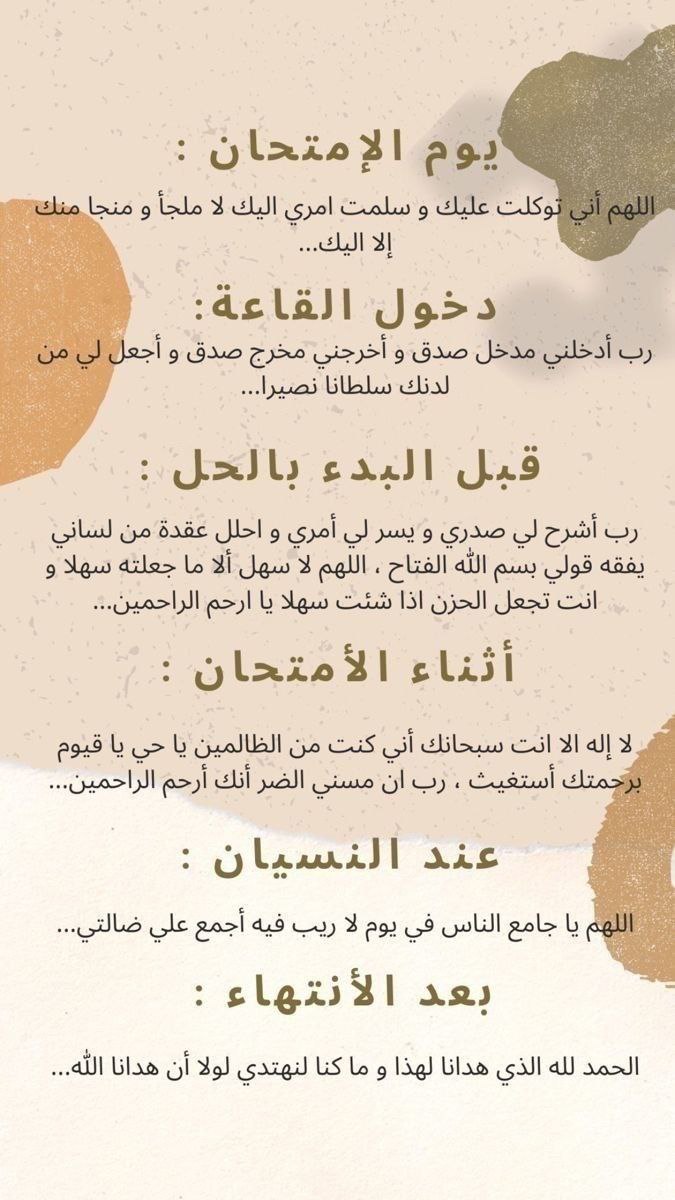 يوم الإمتحان :
اللهم أني توكلت عليك و سلمت امري اليك لا ملجأ و منجا منك
إلا اليك...
دخول القاعة:
رب أدخلني مدخل صدق و أخرجني مخرج صدق و أجعل لي من
لدنك سلطانا نصيرا...
قبل البدء بالحل :
رب أشرح لي صدري و يسر لي أمري و احلل عقدة من لساني
يفقه قولي بسم الله الفتاح ، اللهم لا سهل ألا ما جعلته سهلا و
انت تجعل الحزن اذا شئت سهلا يا ارحم الراحمين...
أثناء الأمتحان :
لا إله الا انت سبحانك أني كنت من الظالمين يا حي يا قيوم
برحمتك أستغيث ، رب ان مسني الضر أنك أرحم الراحمين...
عند النسيان :
اللهم يا جامع الناس في يوم لا ريب فيه أجمع علي ضالتي...
بعد الأنتهاء :
الحمد لله الذي هدانا لهذا و ما كنا لنهتدي لولا أن هدانا الله...